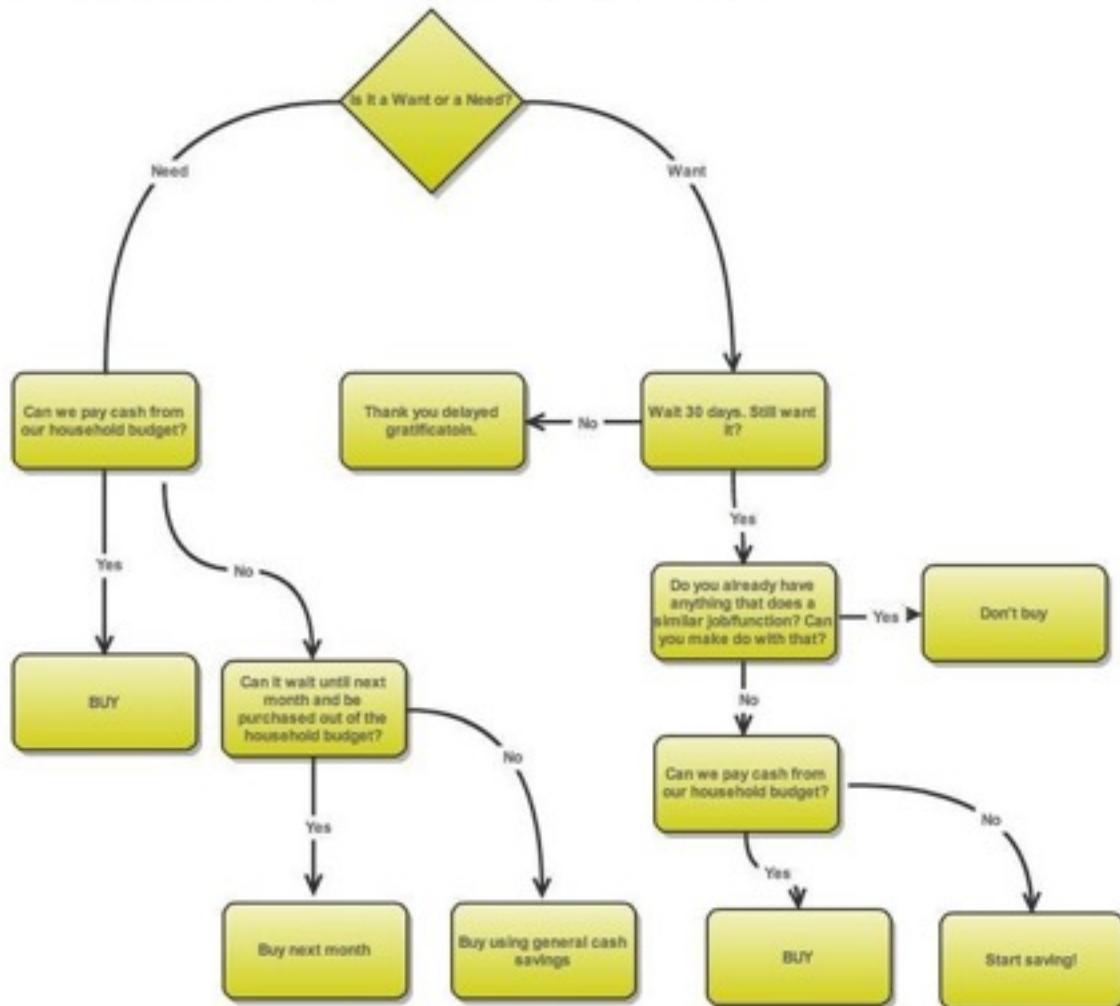 Is it a Want or a Need?
Need
Want
Can we pay cash from
our household budget?
Thank you delayed
gratificatoin.
Wait 30 days. Still want
it?
No
Yes
Yes
No
Do you already have
anything that does a
similar job/function? Can
you make do with that?
Yes
Don't buy
BUY
Can it wait until next
month and be
purchased out of the
household budget?
No
No
Can we pay cash from
our household budget?
Yes
No
Yes
Buy next month
Buy using general cash
savings
BUY
Start saving!